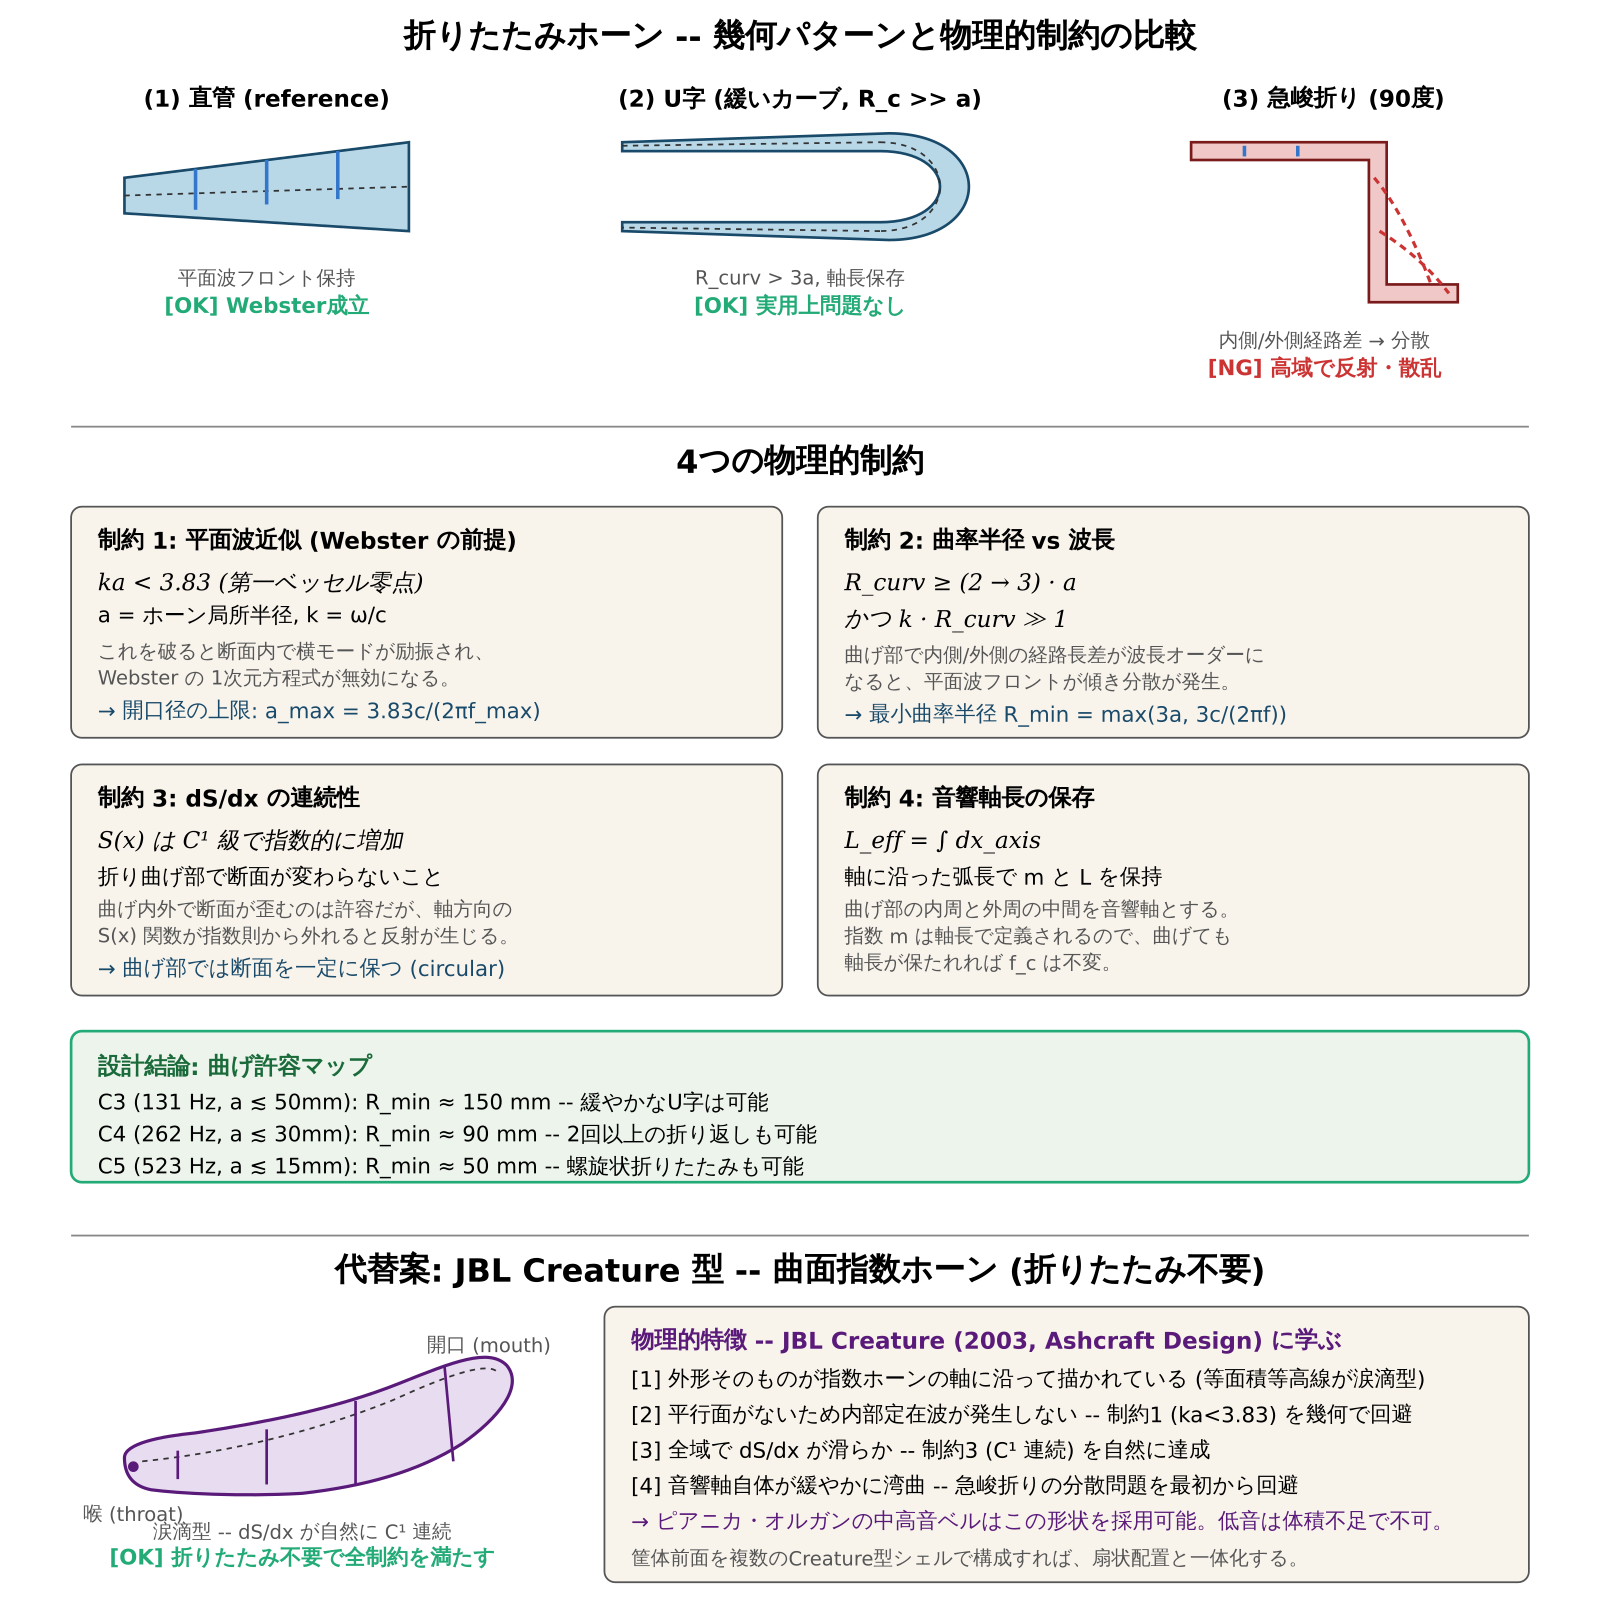 折りたたみホーン -- 幾何パターンと物理的制約の比較
(1) 直管 (reference)
(2) U字 (緩いカーブ, R_c >> a)
(3) 急峻折り (90度)
平面波フロント保持
[OK] Webster成立
R_curv > 3a, 軸長保存
[OK] 実用上問題なし
内側/外側経路差 → 分散
[NG] 高域で反射・散乱
4つの物理的制約
制約 1: 平面波近似 (Webster の前提)
ka < 3.83 (第一ベッセル零点)
a = ホーン局所半径, k = ω/c
これを破ると断面内で横モードが励振され、
Webster の 1次元方程式が無効になる。
→ 開口径の上限: a_max = 3.83c/(2πf_max)
制約 2: 曲率半径 vs 波長
R_curv ≥ (2 → 3) · a
かつ k · R_curv ≫ 1
曲げ部で内側/外側の経路長差が波長オーダーに
なると、平面波フロントが傾き分散が発生。
→ 最小曲率半径 R_min = max(3a, 3c/(2πf))
制約 3: dS/dx の連続性
S(x) は C¹ 級で指数的に増加
折り曲げ部で断面が変わらないこと
曲げ内外で断面が歪むのは許容だが、軸方向の
S(x) 関数が指数則から外れると反射が生じる。
→ 曲げ部では断面を一定に保つ (circular)
制約 4: 音響軸長の保存
L_eff = ∫ dx_axis
軸に沿った弧長で m と L を保持
曲げ部の内周と外周の中間を音響軸とする。
指数 m は軸長で定義されるので、曲げても
軸長が保たれれば f_c は不変。
設計結論: 曲げ許容マップ
C3 (131 Hz, a ≲ 50mm): R_min ≈ 150 mm -- 緩やかなU字は可能
C4 (262 Hz, a ≲ 30mm): R_min ≈ 90 mm -- 2回以上の折り返しも可能
C5 (523 Hz, a ≲ 15mm): R_min ≈ 50 mm -- 螺旋状折りたたみも可能
代替案: JBL Creature 型 -- 曲面指数ホーン (折りたたみ不要)
開口 (mouth)
喉 (throat)
涙滴型 -- dS/dx が自然に C¹ 連続
[OK] 折りたたみ不要で全制約を満たす
物理的特徴 -- JBL Creature (2003, Ashcraft Design) に学ぶ
[1] 外形そのものが指数ホーンの軸に沿って描かれている (等面積等高線が涙滴型)
[2] 平行面がないため内部定在波が発生しない -- 制約1 (ka<3.83) を幾何で回避
[3] 全域で dS/dx が滑らか -- 制約3 (C¹ 連続) を自然に達成
[4] 音響軸自体が緩やかに湾曲 -- 急峻折りの分散問題を最初から回避
→ ピアニカ・オルガンの中高音ベルはこの形状を採用可能。低音は体積不足で不可。
筐体前面を複数のCreature型シェルで構成すれば、扇状配置と一体化する。